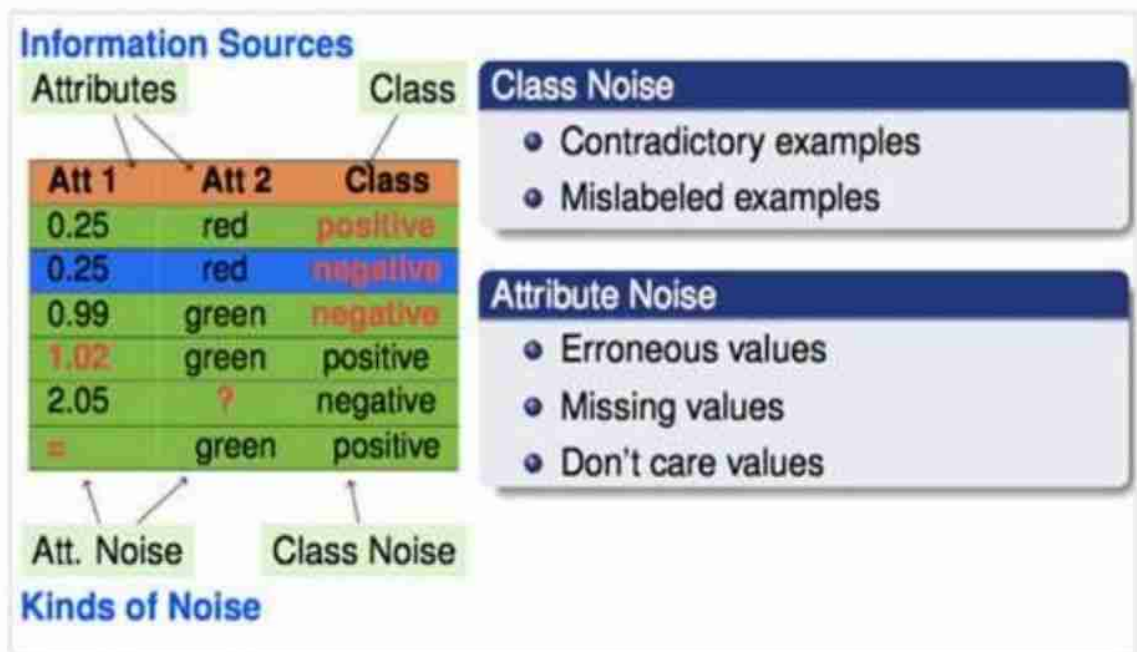 Information Sources
Attributes Class
Att 1 Att 2 Class
0.25 red positive
0.25 red negative
0.99 green negative
1.02 green positive
2.05 ? negative
= green positive
Att. Noise Class Noise
Kinds of Noise
Class Noise
Contradictory examples
Mislabeled examples
Attribute Noise
Erroneous values
Missing values
Don't care values